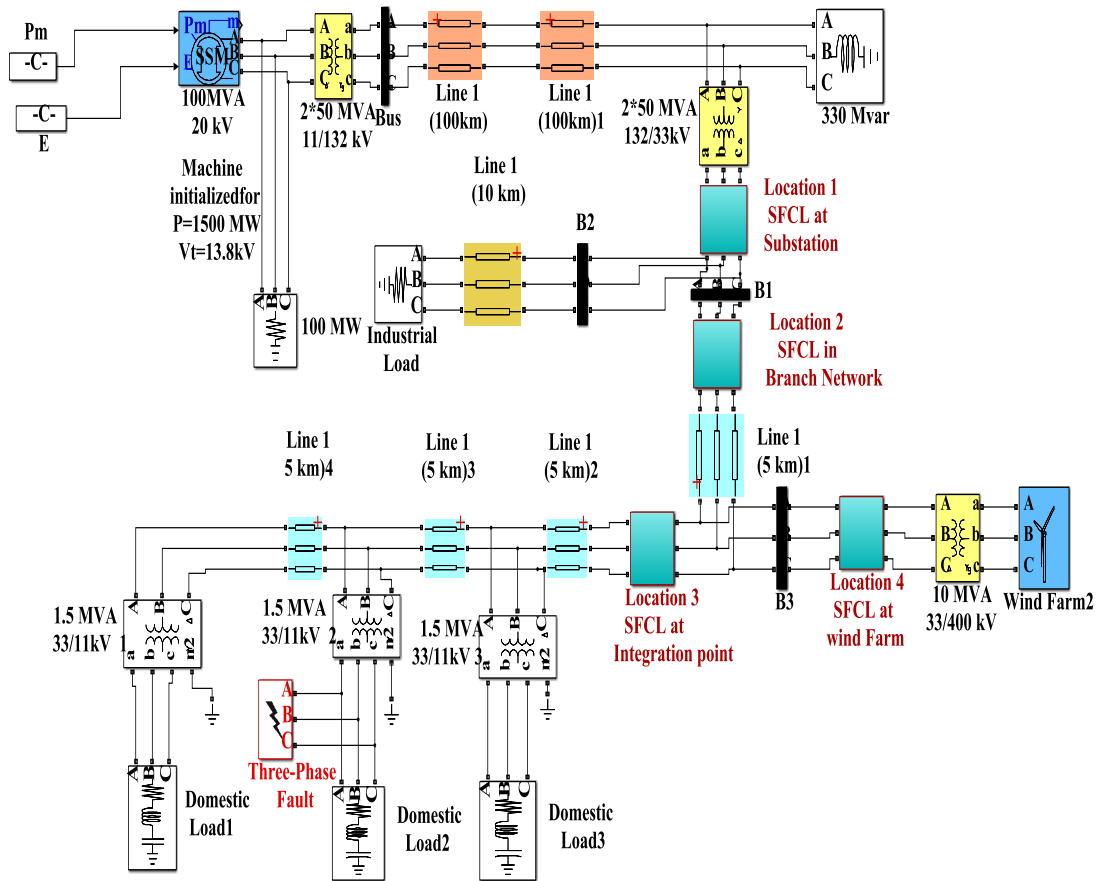 Pm
-C-
-C-
E
Pm
m
A
B
C
E
SSM
100MVA
20 kV
A
B
C
a
b
c
2*50 MVA
11/132 kV
Bus
A
B
C
Line 1
(100km)
Line 1
(100km)1
A
B
C
330 Mvar
2*50 MVA
132/33kV
A
B
C
a
b
c
Machine
initializedfor
P=1500 MW
Vt=13.8kV
Line 1
(10 km)
Location 1
SFCL at
Substation
B2
A
B
C
Industrial
Load
A
B
C
B1
A
B
C
100 MW
Location 2
SFCL in
Branch Network
Line 1
5 km)4
Line 1
(5 km)3
Line 1
(5 km)2
Line 1
(5 km)1
A
B
C
a
b
c
A
B
C
B3
Location 3
SFCL at
Integration point
Location 4
SFCL at
wind Farm
10 MVA
33/400 kV
Wind Farm2
1.5 MVA
33/11kV 1
A
B
C
a
b
c
n2
1.5 MVA
33/11kV 2
A
B
C
a
b
c
n2
1.5 MVA
33/11kV 3
A
B
C
a
b
c
n2
A
B
C
Three-Phase
Fault
A
B
C
Domestic
Load1
A
B
C
Domestic
Load2
A
B
C
Domestic
Load3